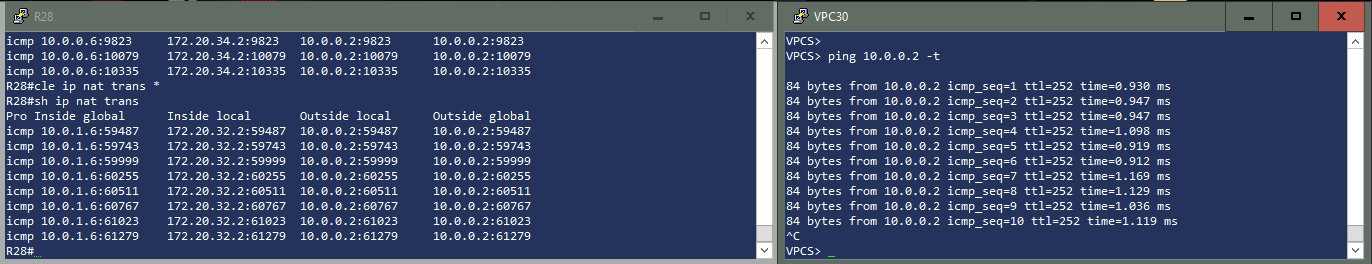 R28
icmp 10.0.0.6:9823     172.20.34.2:9823   10.0.0.2:9823      10.0.0.2:9823
icmp 10.0.0.6:10079    172.20.34.2:10079  10.0.0.2:10079     10.0.0.2:10079
icmp 10.0.0.6:10335    172.20.34.2:10335  10.0.0.2:10335     10.0.0.2:10335
R28#cle ip nat trans *
R28#sh ip nat trans
Pro Inside global      Inside local       Outside local      Outside global
icmp 10.0.1.6:59487    172.20.32.2:59487  10.0.0.2:59487     10.0.0.2:59487
icmp 10.0.1.6:59743    172.20.32.2:59743  10.0.0.2:59743     10.0.0.2:59743
icmp 10.0.1.6:59999    172.20.32.2:59999  10.0.0.2:59999     10.0.0.2:59999
icmp 10.0.1.6:60255    172.20.32.2:60255  10.0.0.2:60255     10.0.0.2:60255
icmp 10.0.1.6:60511    172.20.32.2:60511  10.0.0.2:60511     10.0.0.2:60511
icmp 10.0.1.6:60767    172.20.32.2:60767  10.0.0.2:60767     10.0.0.2:60767
icmp 10.0.1.6:61023    172.20.32.2:61023  10.0.0.2:61023     10.0.0.2:61023
icmp 10.0.1.6:61279    172.20.32.2:61279  10.0.0.2:61279     10.0.0.2:61279
R28#
VPC30
VPCS>
VPCS> ping 10.0.0.2 -t
84 bytes from 10.0.0.2 icmp_seq=1 ttl=252 time=0.930 ms
84 bytes from 10.0.0.2 icmp_seq=2 ttl=252 time=0.947 ms
84 bytes from 10.0.0.2 icmp_seq=3 ttl=252 time=0.947 ms
84 bytes from 10.0.0.2 icmp_seq=4 ttl=252 time=1.098 ms
84 bytes from 10.0.0.2 icmp_seq=5 ttl=252 time=0.919 ms
84 bytes from 10.0.0.2 icmp_seq=6 ttl=252 time=0.912 ms
84 bytes from 10.0.0.2 icmp_seq=7 ttl=252 time=1.169 ms
84 bytes from 10.0.0.2 icmp_seq=8 ttl=252 time=1.129 ms
84 bytes from 10.0.0.2 icmp_seq=9 ttl=252 time=1.036 ms
84 bytes from 10.0.0.2 icmp_seq=10 ttl=252 time=1.119 ms
^C
VPCS>